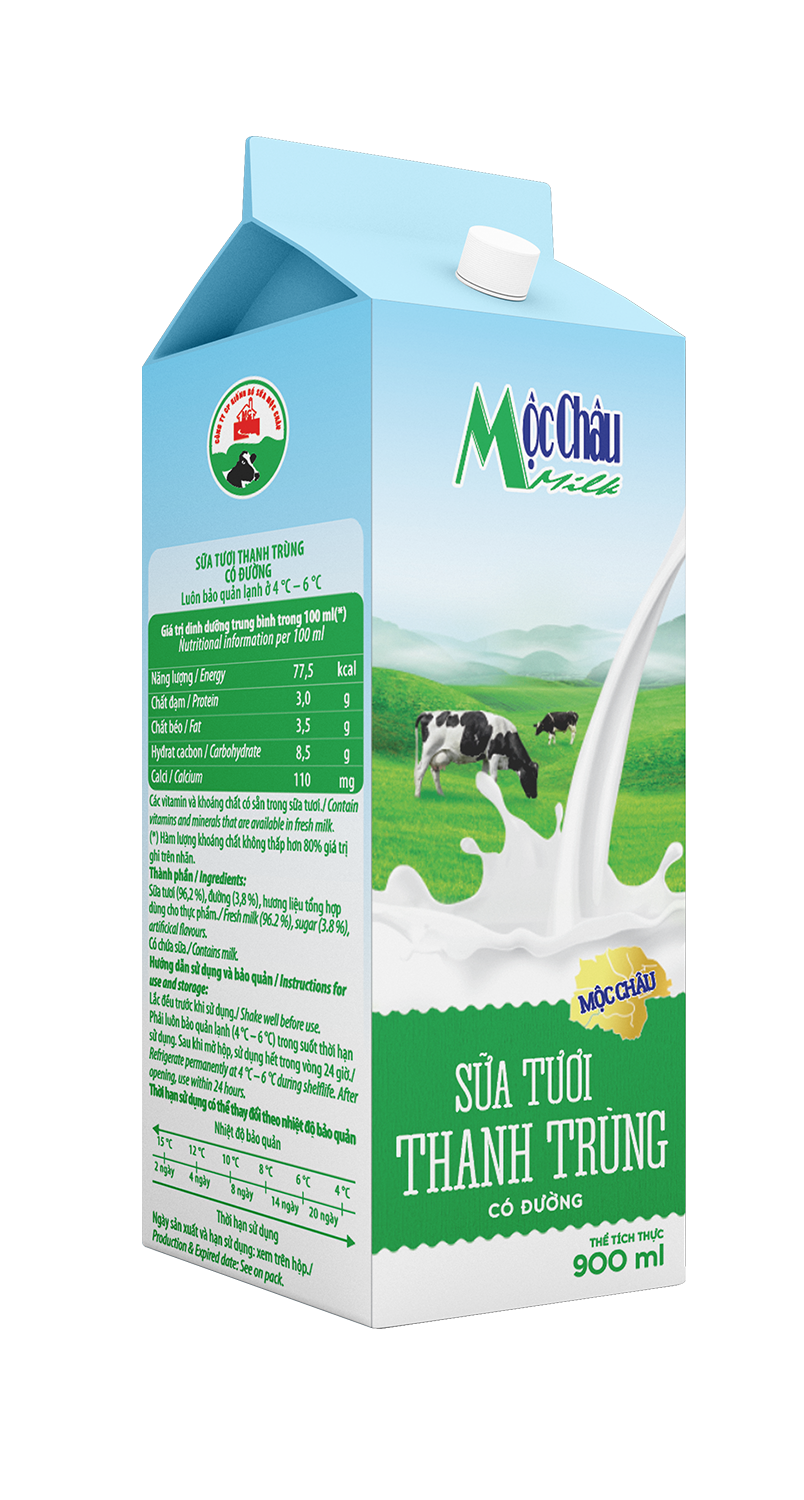 CÔNG TY CP GIỐNG BÒ SỮA MỘC CHÂU
SỮA TƯƠI THANH TRÙNG
CÓ ĐƯỜNG
Luôn bảo quản lạnh ở 4 °C – 6 °C
Giá trị dinh dưỡng trung bình trong 100 ml(*)
Nutritional information per 100 ml
Năng lượng / Energy 77,5 kcal
Chất đạm / Protein 3,0 g
Chất béo / Fat 3,5 g
Hyđrat cacbon / Carbohydrate 8,5 g
Calci / Calcium 110 mg
Các vitamin và khoáng chất có sẵn trong sữa tươi./ Contain
vitamins and minerals that are available in fresh milk.
(*) Hàm lượng khoáng chất không thấp hơn 80% giá trị
ghi trên nhãn.
Thành phần / Ingredients:
Sữa tươi (96,2 %), đường (3,8 %), hương liệu tổng hợp
dùng cho thực phẩm./ Fresh milk (96.2 %), sugar (3.8 %),
artificical flavours.
Có chứa sữa./ Contains milk.
Hướng dẫn sử dụng và bảo quản / Instructions for
use and storage:
Lắc đều trước khi sử dụng./ Shake well before use.
Phải luôn bảo quản lạnh (4 °C – 6 °C) trong suốt thời hạn
sử dụng. Sau khi mở hộp, sử dụng hết trong vòng 24 giờ./
Refrigerate permanently at 4 °C – 6 °C during shelflife. After
opening, use within 24 hours.
Thời hạn sử dụng có thể thay đổi theo nhiệt độ bảo quản
Nhiệt độ bảo quản
15 °C 12 °C 10 °C 8 °C 6 °C 4 °C
2 ngày 4 ngày 8 ngày 14 ngày 20 ngày
Thời hạn sử dụng
Ngày sản xuất và hạn sử dụng: xem trên hộp./
Production & Expired date: See on pack.
Mộc Châu
Milk
MỘC CHÂU
SỮA TƯƠI
THANH TRÙNG
CÓ ĐƯỜNG
THỂ TÍCH THỰC
900 ml